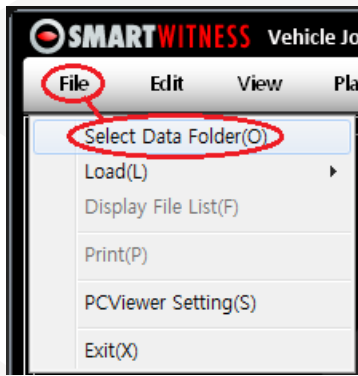 SMARTWITNESS Vehicle Jo
File Edit View Pla
Select Data Folder(O)
Load(L)
Display File List(F)
Print(P)
PCViewer Setting(S)
Exit(X)